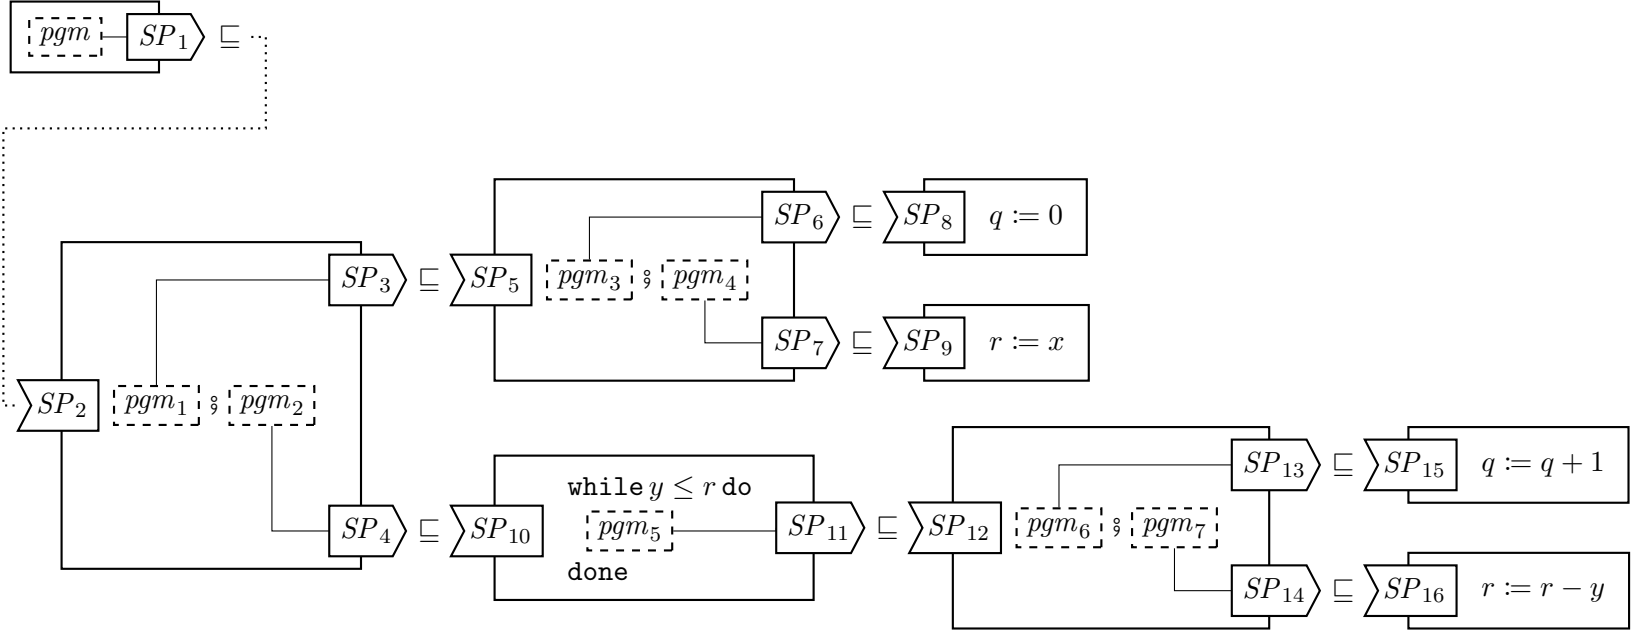 pgm SP₁ ⊑
SP₆ ⊑ SP₈ q := 0
SP₃ ⊑ SP₅ pgm₃ ; pgm₄
SP₇ ⊑ SP₉ r := x
SP₂ pgm₁ ; pgm₂
SP₁₃ ⊑ SP₁₅ q := q + 1
while y ≤ r do
SP₄ ⊑ SP₁₀ pgm₅ SP₁₁ ⊑ SP₁₂ pgm₆ ; pgm₇
done
SP₁₄ ⊑ SP₁₆ r := r − y